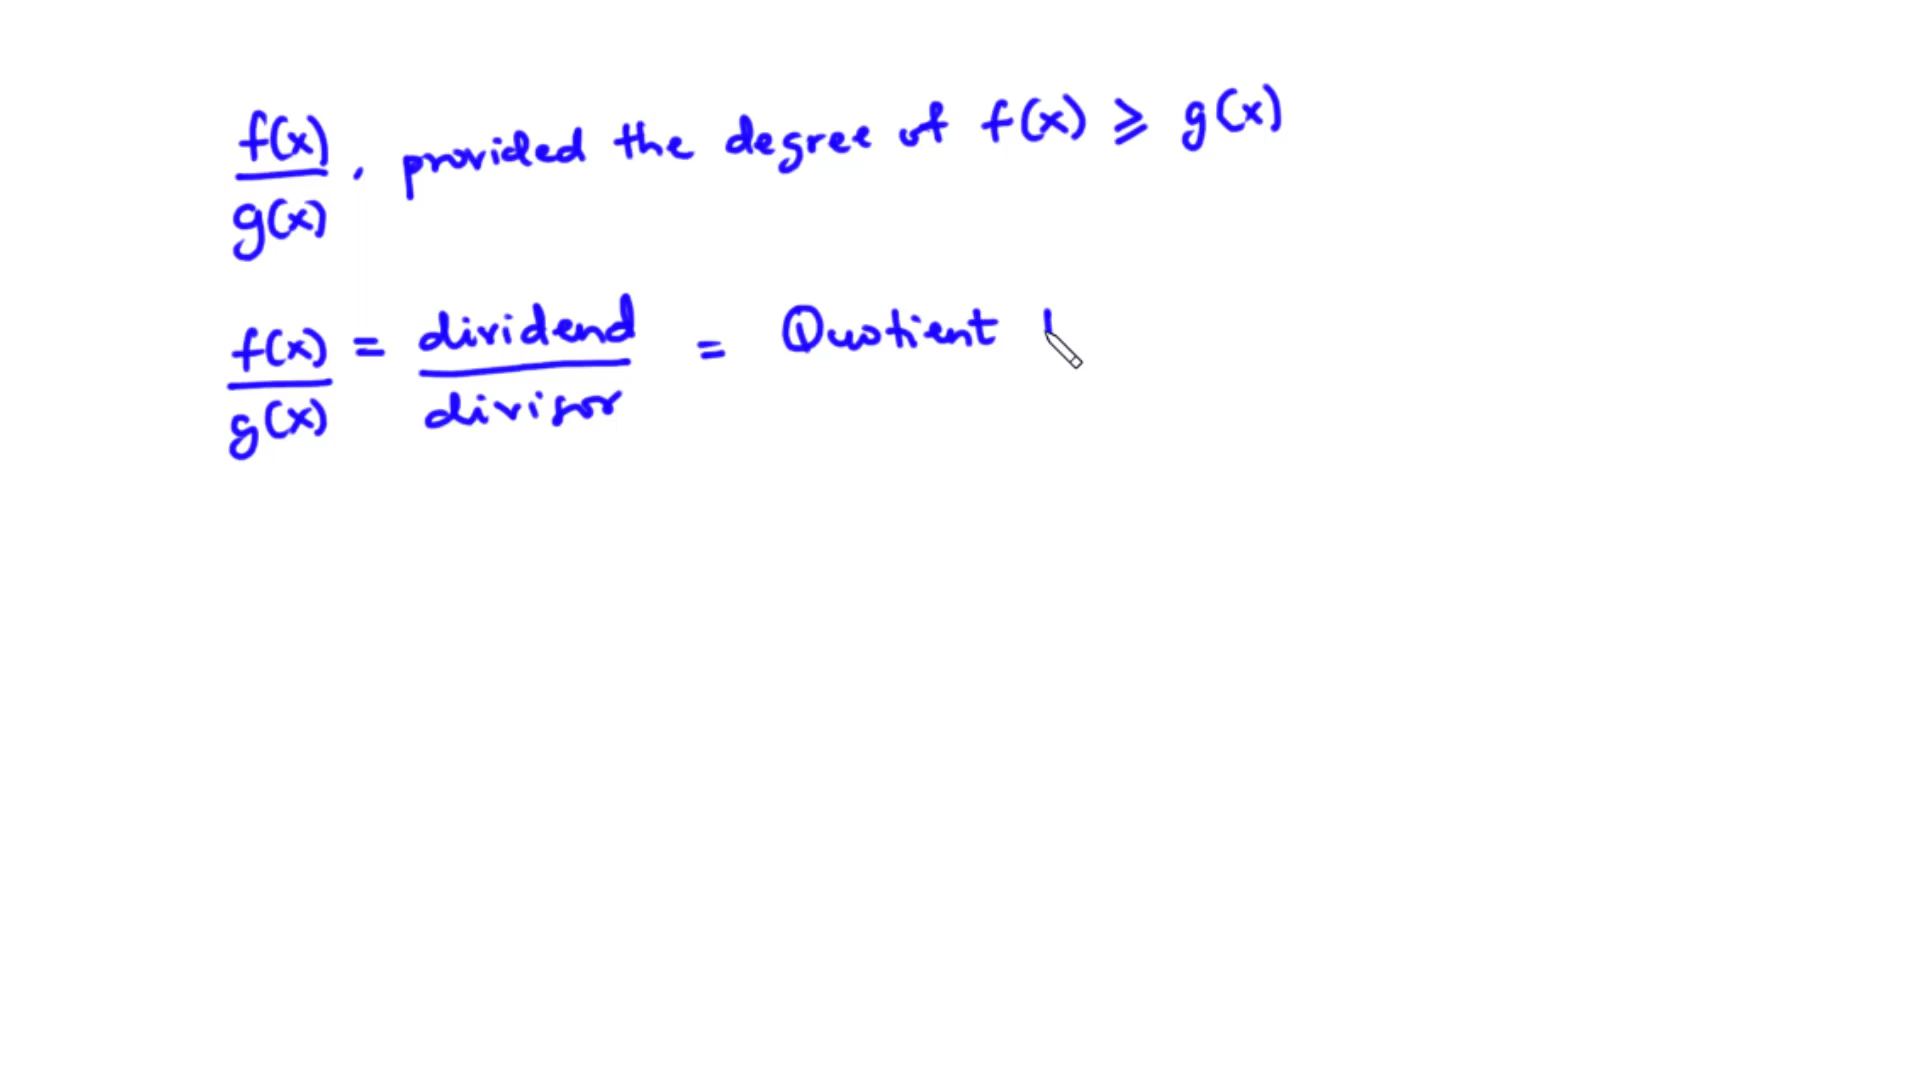 f(x)/g(x), provided the degree of f(x) ⩾ g(x)
f(x)/g(x) = dividend/divisor = Quotient